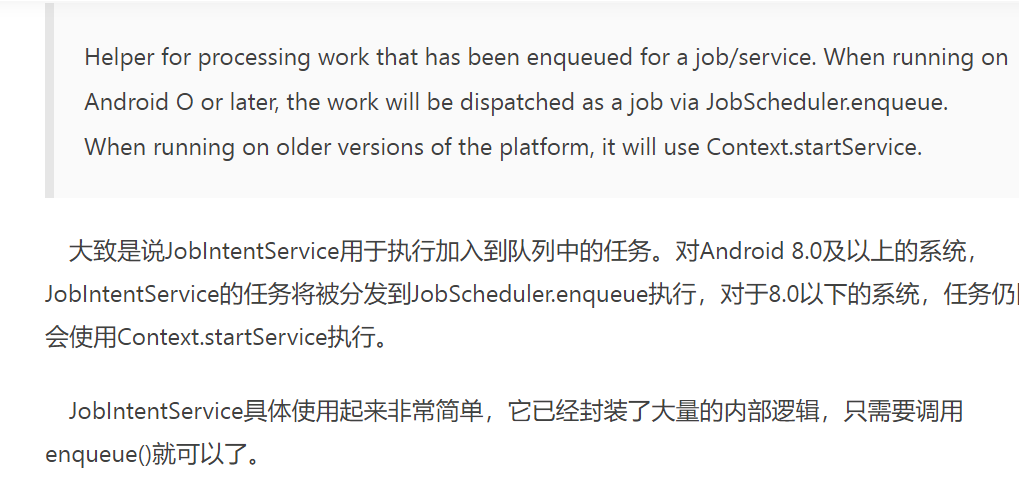 Helper for processing work that has been enqueued for a job/service. When running on
Android O or later, the work will be dispatched as a job via JobScheduler.enqueue.
When running on older versions of the platform, it will use Context.startService.
大致是说JobIntentService用于执行加入到队列中的任务。对Android 8.0及以上的系统，
JobIntentService的任务将被分发到JobScheduler.enqueue执行，对于8.0以下的系统，任务仍
会使用Context.startService执行。
JobIntentService具体使用起来非常简单，它已经封装了大量的内部逻辑，只需要调用
enqueue()就可以了。